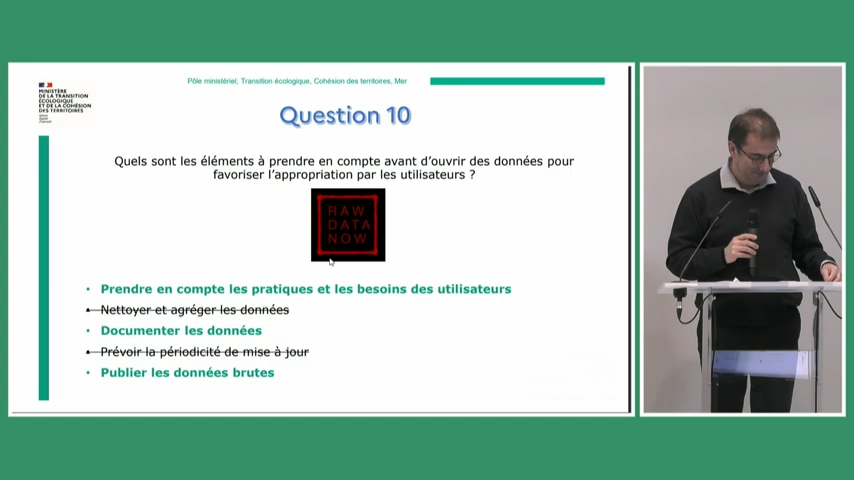 Pôle ministériel, Transition écologique, Cohésion des territoires, Mer
MINISTÈRE
DE LA TRANSITION
ÉCOLOGIQUE
ET DE LA COHÉSION
DES TERRITOIRES
Question 10
Quels sont les éléments à prendre en compte avant d’ouvrir des données pour
favoriser l’appropriation par les utilisateurs ?
RAW
DATA
NOW
• Prendre en compte les pratiques et les besoins des utilisateurs
• Nettoyer et agréger les données
• Documenter les données
• Prévoir la périodicité de mise à jour
• Publier les données brutes